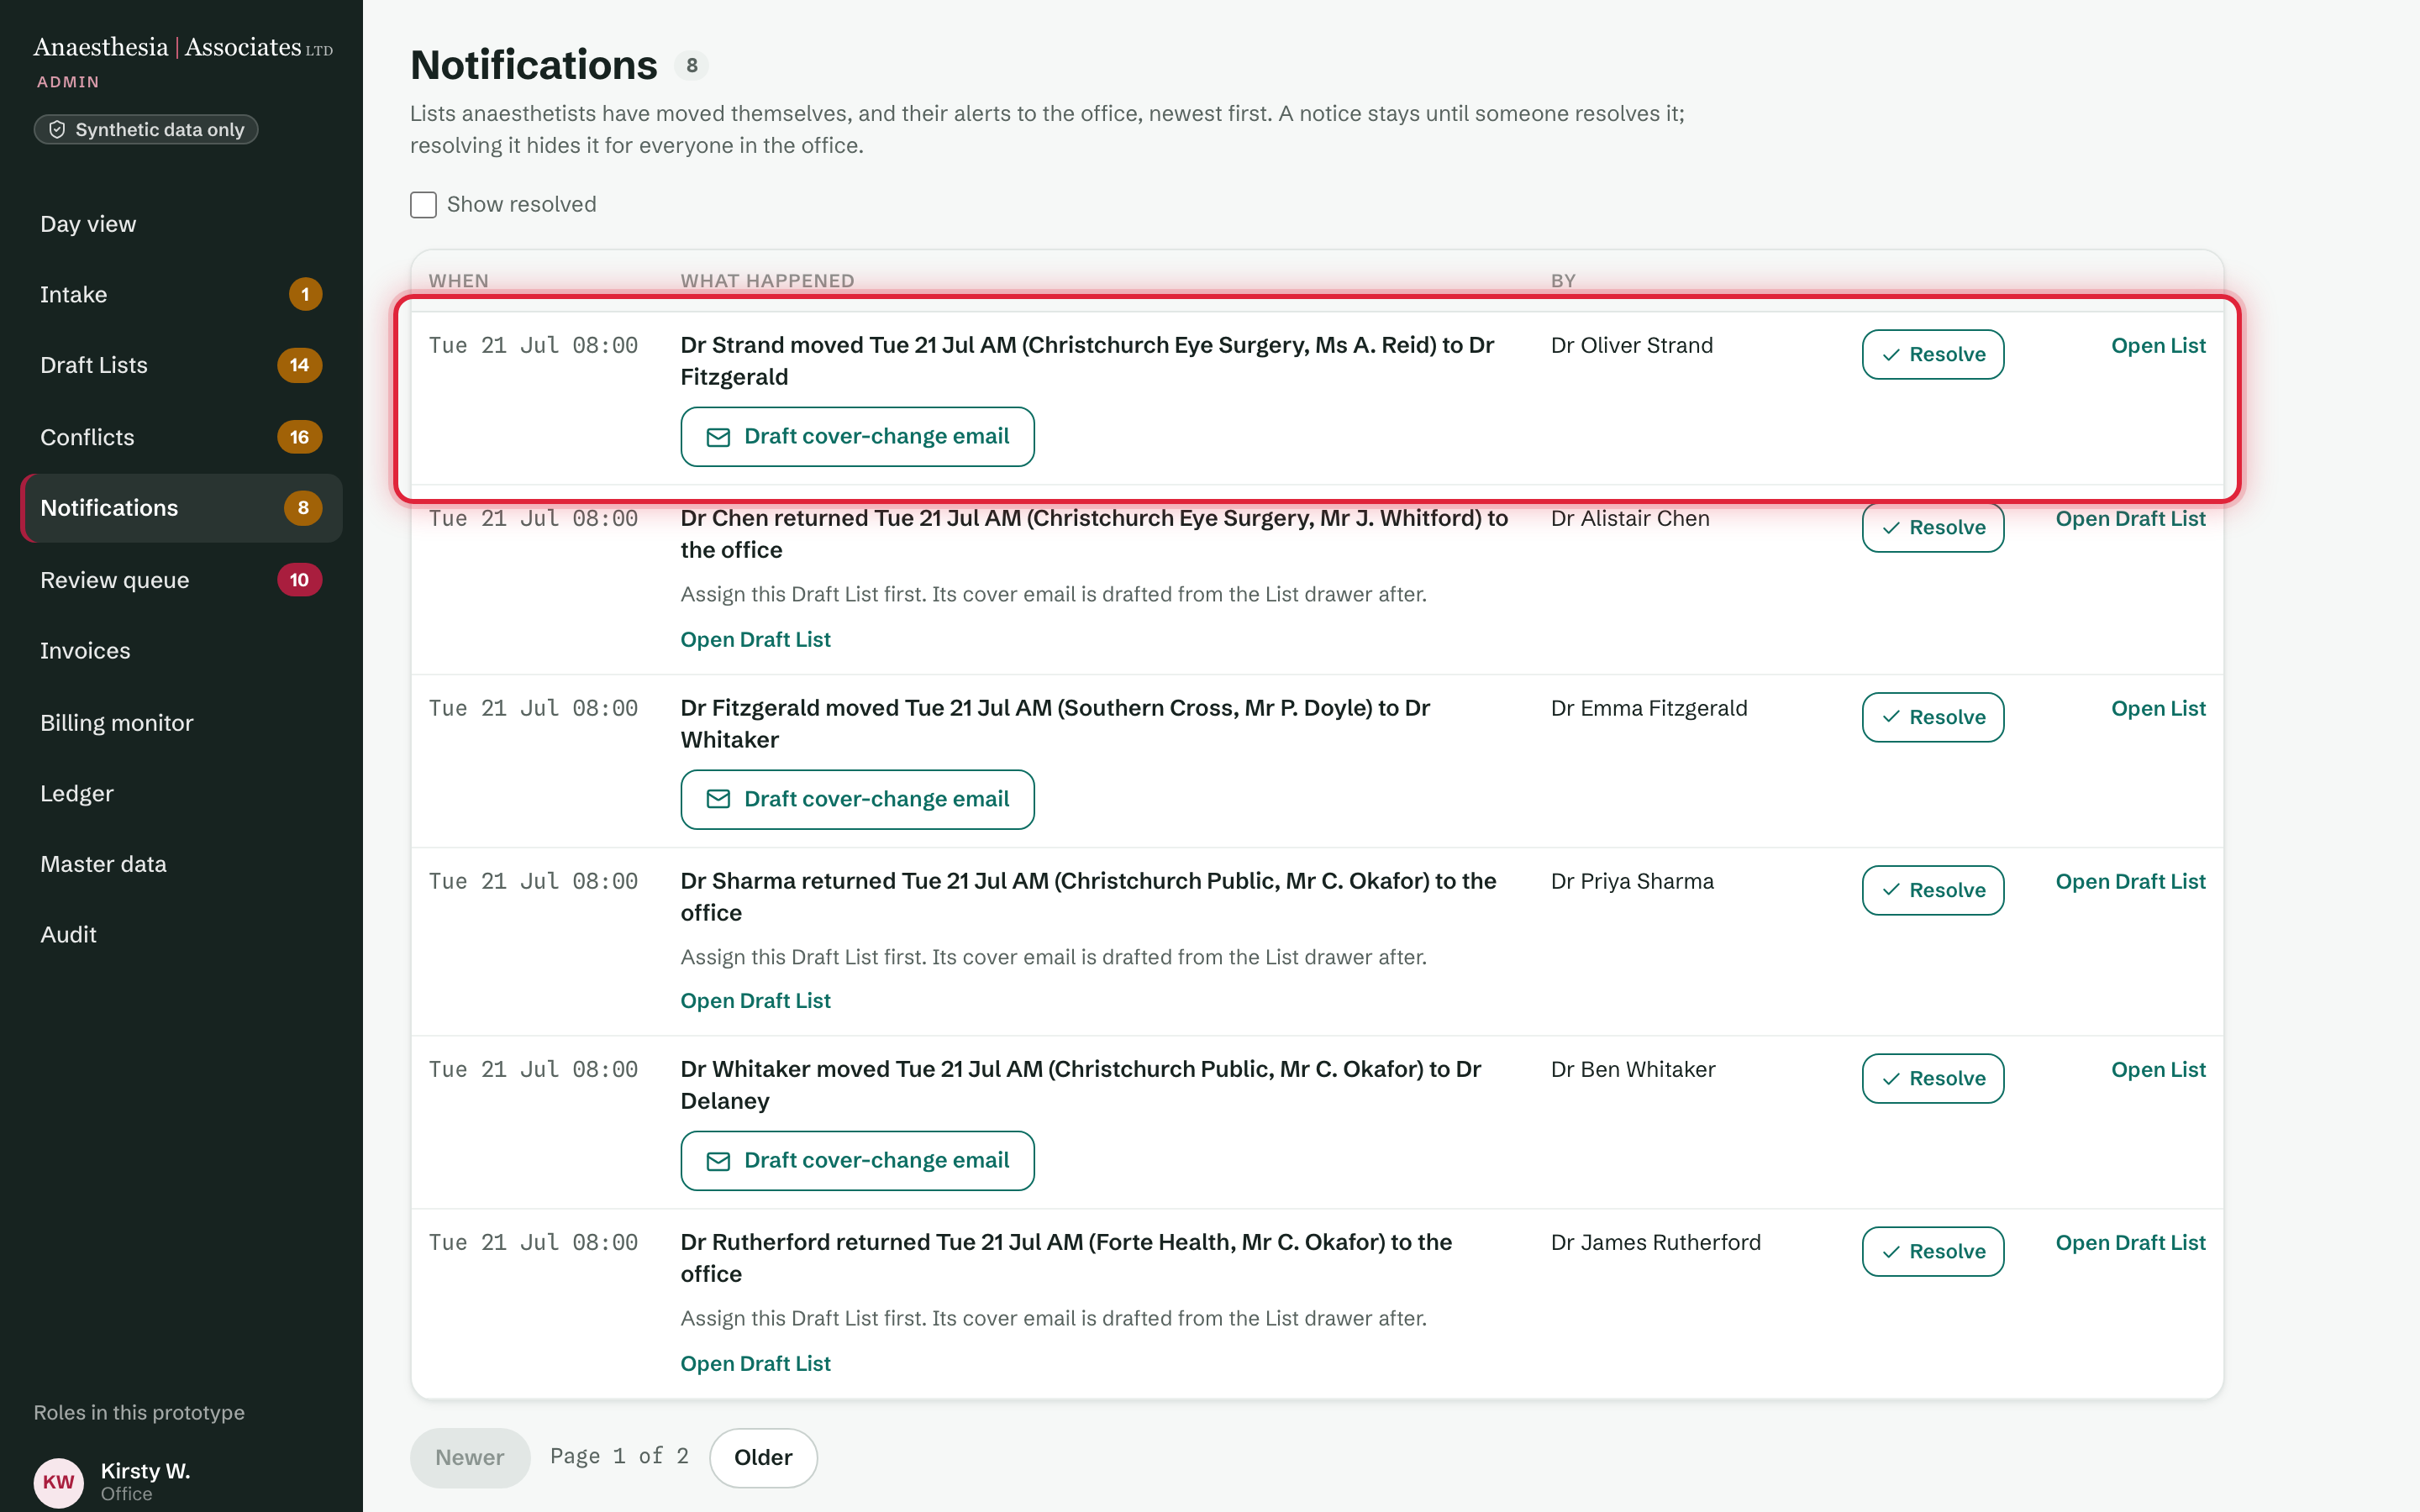 Anaesthesia | Associates LTD
ADMIN
Synthetic data only
Day view
Intake 1
Draft Lists 14
Conflicts 16
Notifications 8
Review queue 10
Invoices
Billing monitor
Ledger
Master data
Audit
Roles in this prototype
KW Kirsty W.
Office
Notifications 8
Lists anaesthetists have moved themselves, and their alerts to the office, newest first. A notice stays until someone resolves it;
resolving it hides it for everyone in the office.
Show resolved
WHEN WHAT HAPPENED BY
Tue 21 Jul 08:00 Dr Strand moved Tue 21 Jul AM (Christchurch Eye Surgery, Ms A. Reid) to Dr Dr Oliver Strand Resolve Open List
Fitzgerald
Draft cover-change email
Tue 21 Jul 08:00 Dr Chen returned Tue 21 Jul AM (Christchurch Eye Surgery, Mr J. Whitford) to Dr Alistair Chen Resolve Open Draft List
the office
Assign this Draft List first. Its cover email is drafted from the List drawer after.
Open Draft List
Tue 21 Jul 08:00 Dr Fitzgerald moved Tue 21 Jul AM (Southern Cross, Mr P. Doyle) to Dr Dr Emma Fitzgerald Resolve Open List
Whitaker
Draft cover-change email
Tue 21 Jul 08:00 Dr Sharma returned Tue 21 Jul AM (Christchurch Public, Mr C. Okafor) to the Dr Priya Sharma Resolve Open Draft List
office
Assign this Draft List first. Its cover email is drafted from the List drawer after.
Open Draft List
Tue 21 Jul 08:00 Dr Whitaker moved Tue 21 Jul AM (Christchurch Public, Mr C. Okafor) to Dr Dr Ben Whitaker Resolve Open List
Delaney
Draft cover-change email
Tue 21 Jul 08:00 Dr Rutherford returned Tue 21 Jul AM (Forte Health, Mr C. Okafor) to the Dr James Rutherford Resolve Open Draft List
office
Assign this Draft List first. Its cover email is drafted from the List drawer after.
Open Draft List
Newer Page 1 of 2 Older